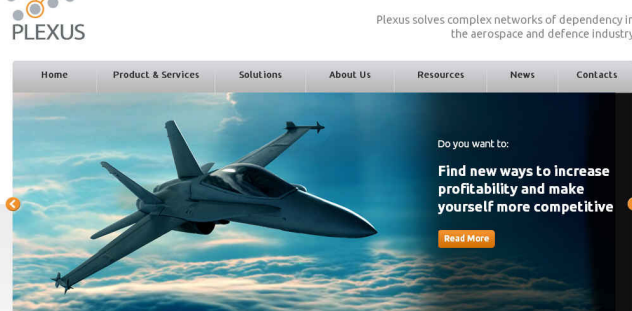 PLEXUS
Plexus solves complex networks of dependency in
the aerospace and defence industry
Home Product & Services Solutions About Us Resources News Contacts
Do you want to:
Find new ways to increase
profitability and make
yourself more competitive
Read More